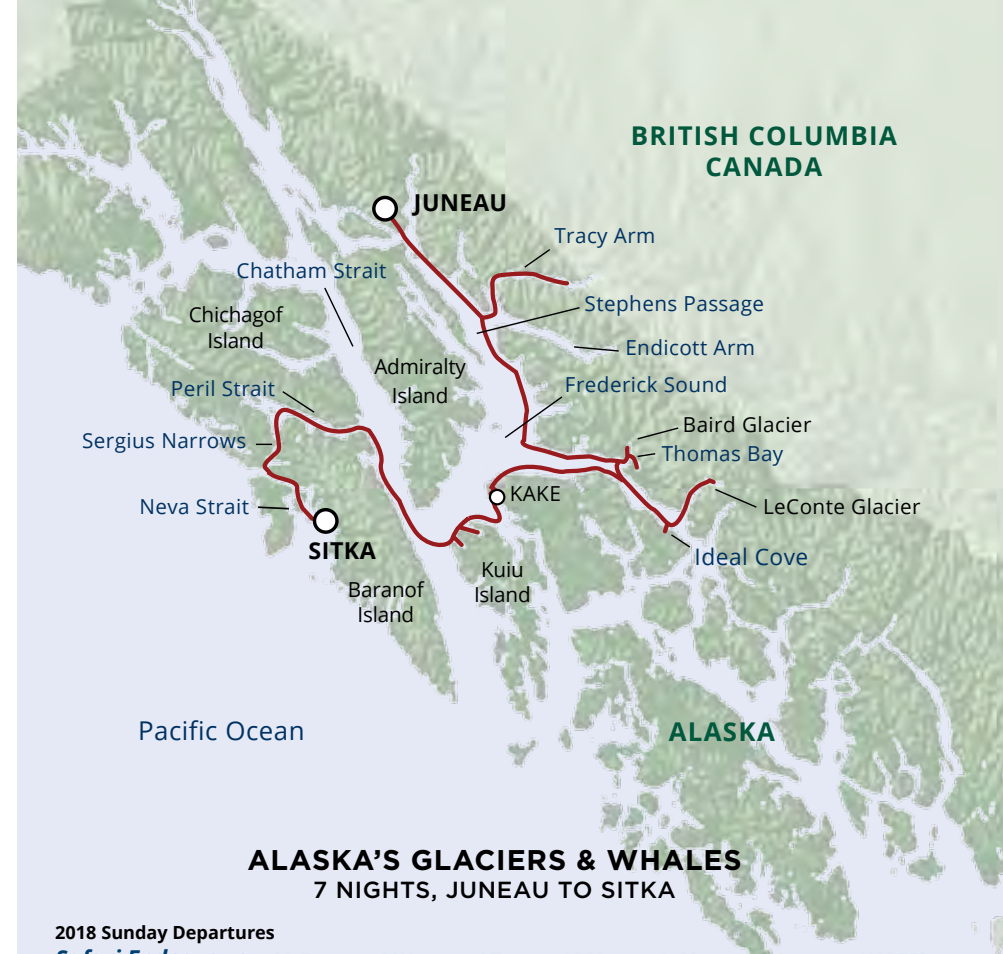 BRITISH COLUMBIA
CANADA
JUNEAU
Tracy Arm
Chatham Strait
Stephens Passage
Chichagof
Island
Endicott Arm
Admiralty
Island
Frederick Sound
Peril Strait
Baird Glacier
Sergius Narrows
Thomas Bay
KAKE
LeConte Glacier
Neva Strait
SITKA
Ideal Cove
Kuiu
Island
Baranof
Island
Pacific Ocean
ALASKA
ALASKA'S GLACIERS & WHALES
7 NIGHTS, JUNEAU TO SITKA
2018 Sunday Departures